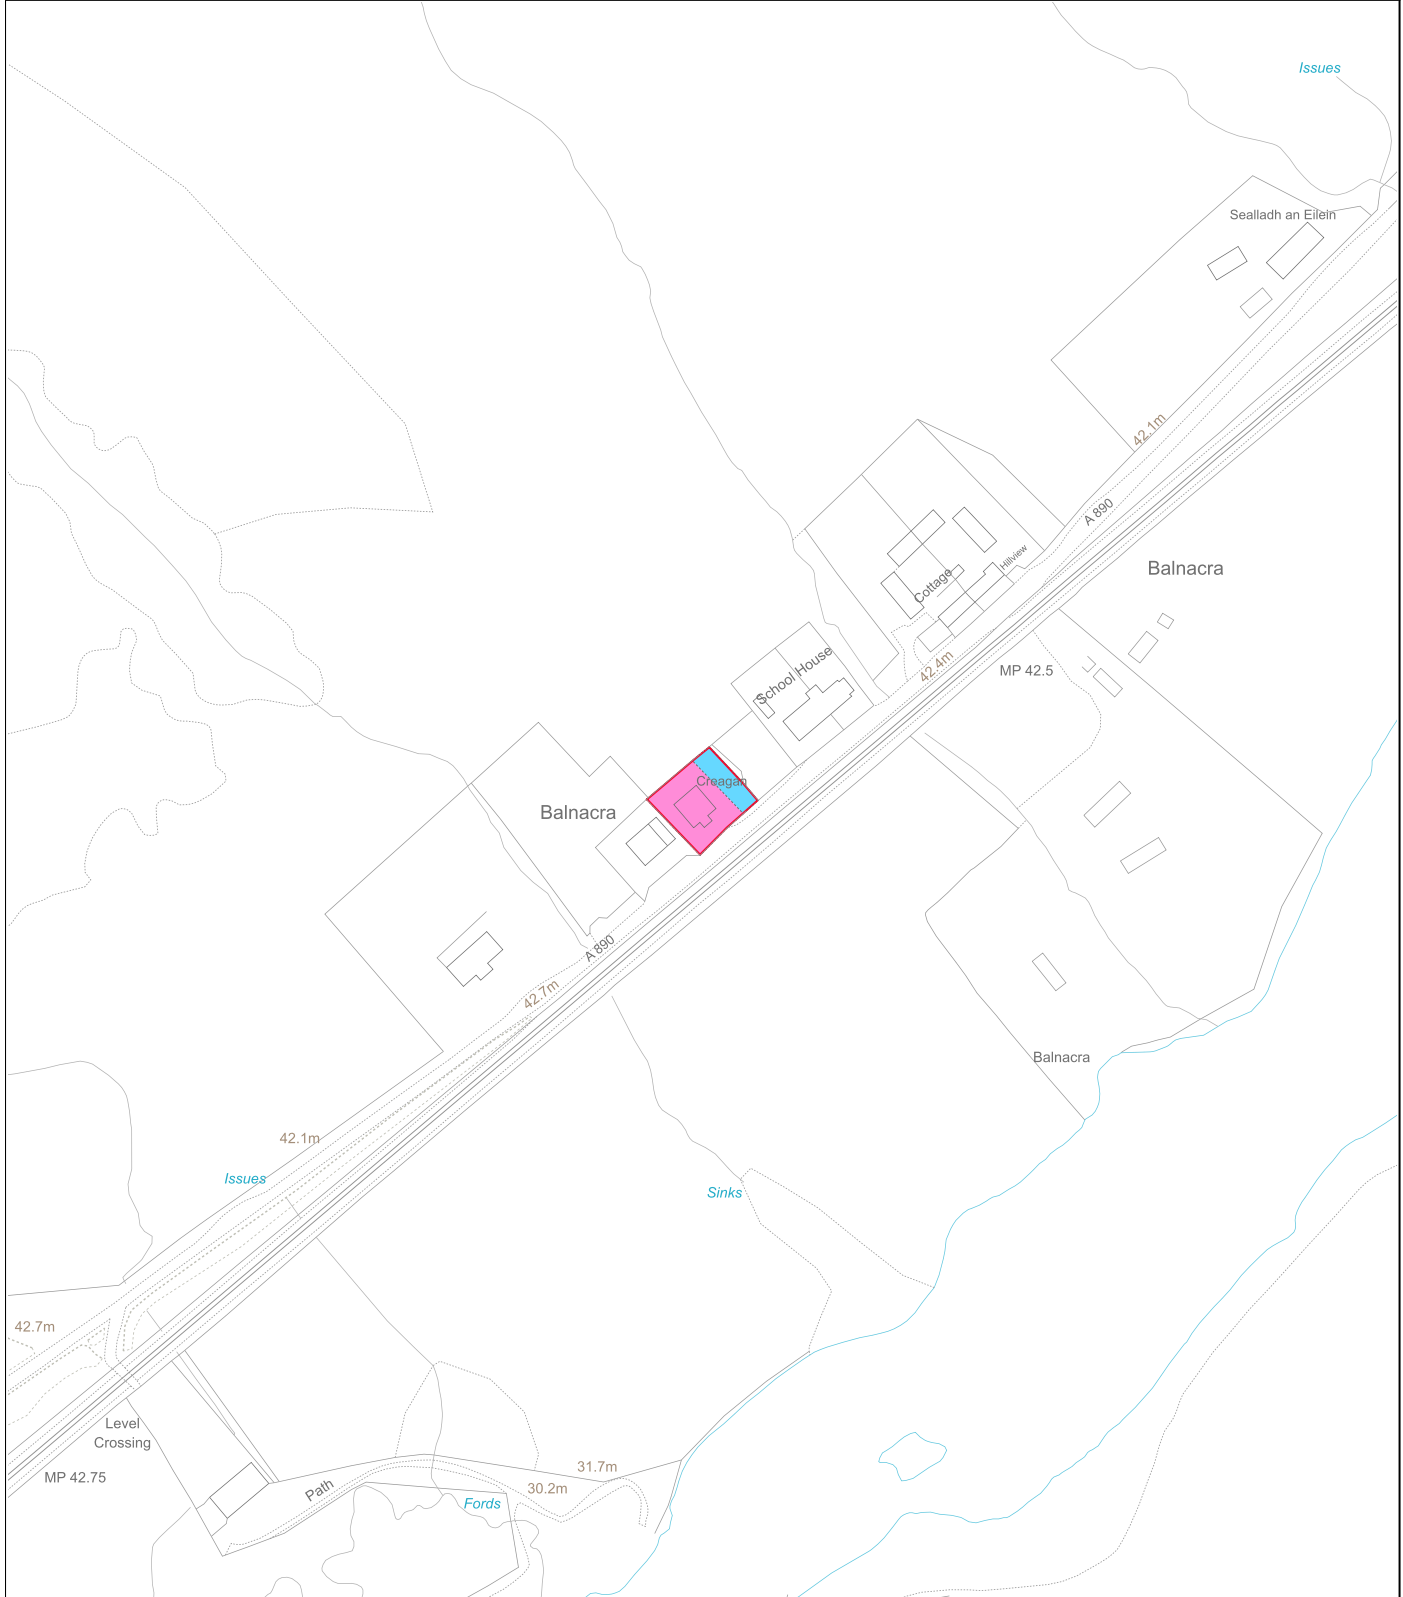 Issues
Sealladh an Eilein
42.1m
A 890
Hillview
Cottage
Balnacra
42.4m
MP 42.5
School House
Creagan
Balnacra
A 890
42.7m
Balnacra
42.1m
Issues
Sinks
42.7m
Level
Crossing
MP 42.75
Path
31.7m
30.2m
Fords